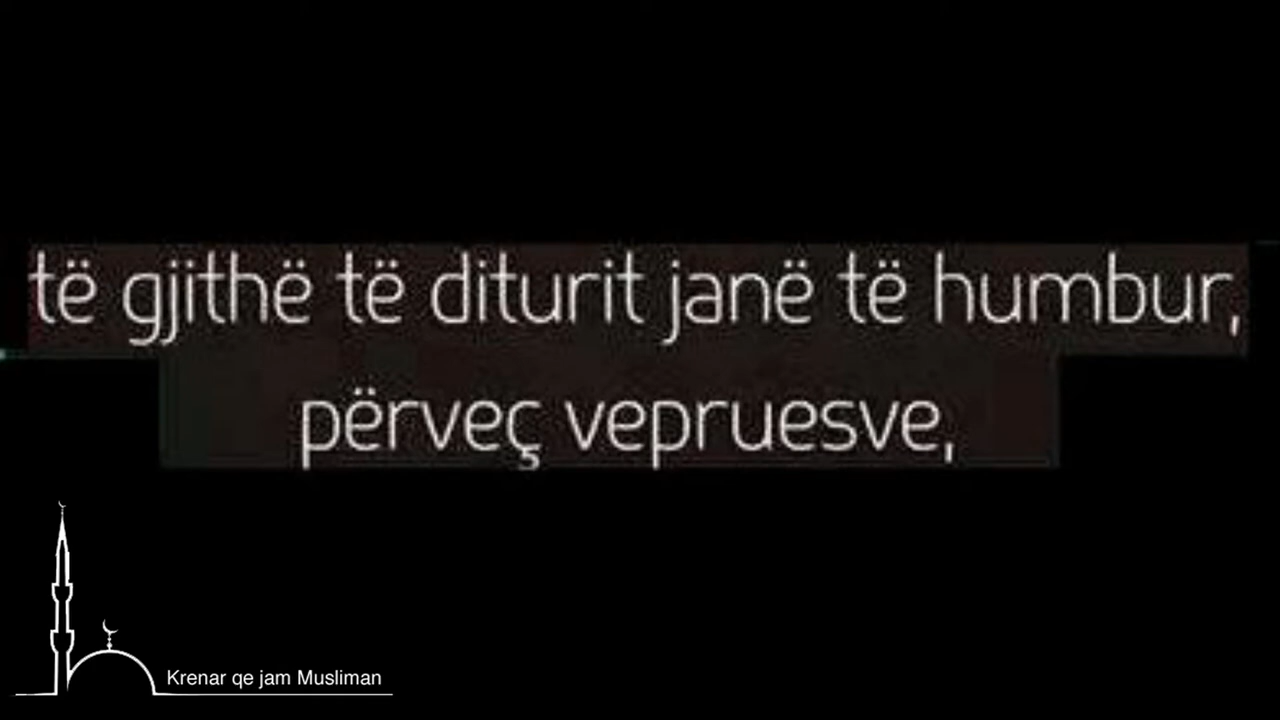 të gjithë të diturit janë të humbur,
përveç vepruesve,
Krenar qe jam Musliman